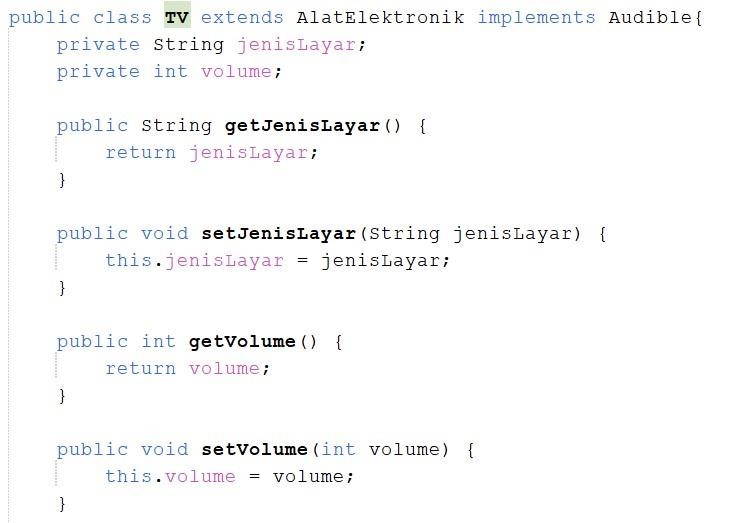 public class TV extends AlatElektronik implements Audible{
private String jenisLayar;
private int volume;
public String getJenisLayar() {
return jenisLayar;
}
public void setJenisLayar(String jenisLayar) {
this.jenisLayar = jenisLayar;
}
public int getVolume() {
return volume;
}
public void setVolume(int volume) {
this.volume = volume;
}